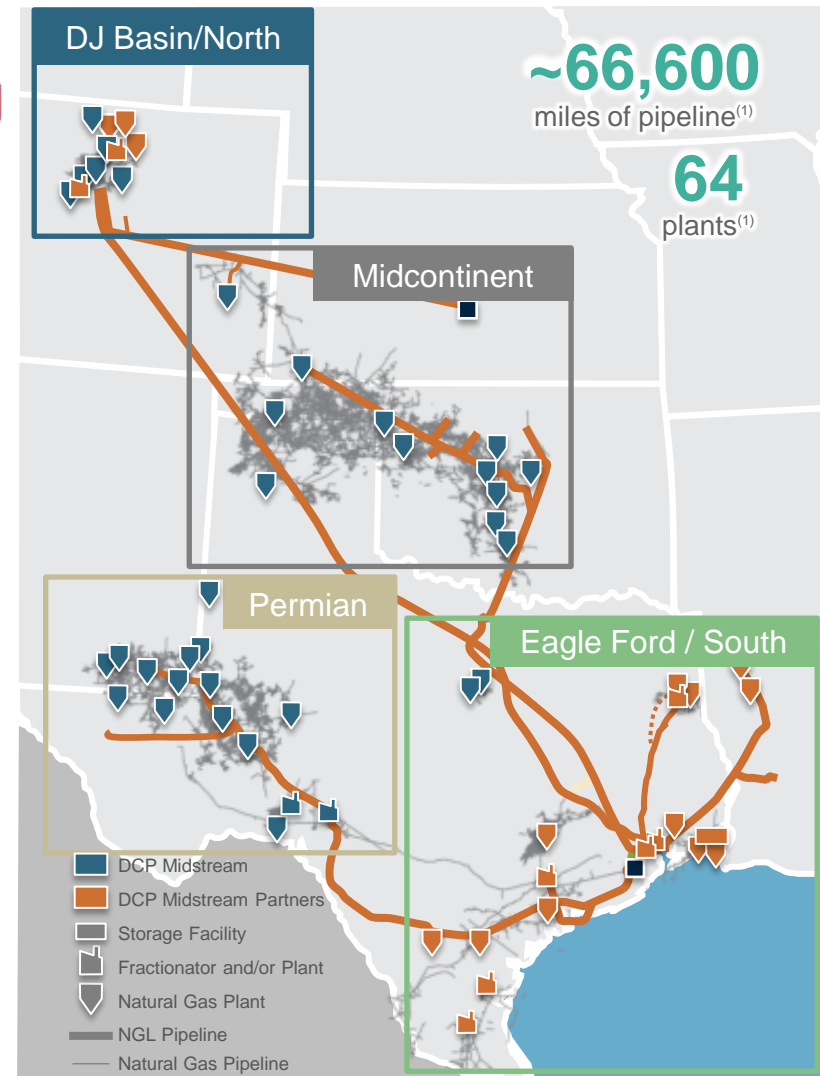 DJ Basin/North
~66,600
miles of pipeline(1)
64
plants(1)
Midcontinent
Permian
Eagle Ford / South
DCP Midstream
DCP Midstream Partners
Storage Facility
Fractionator and/or Plant
Natural Gas Plant
NGL Pipeline
Natural Gas Pipeline